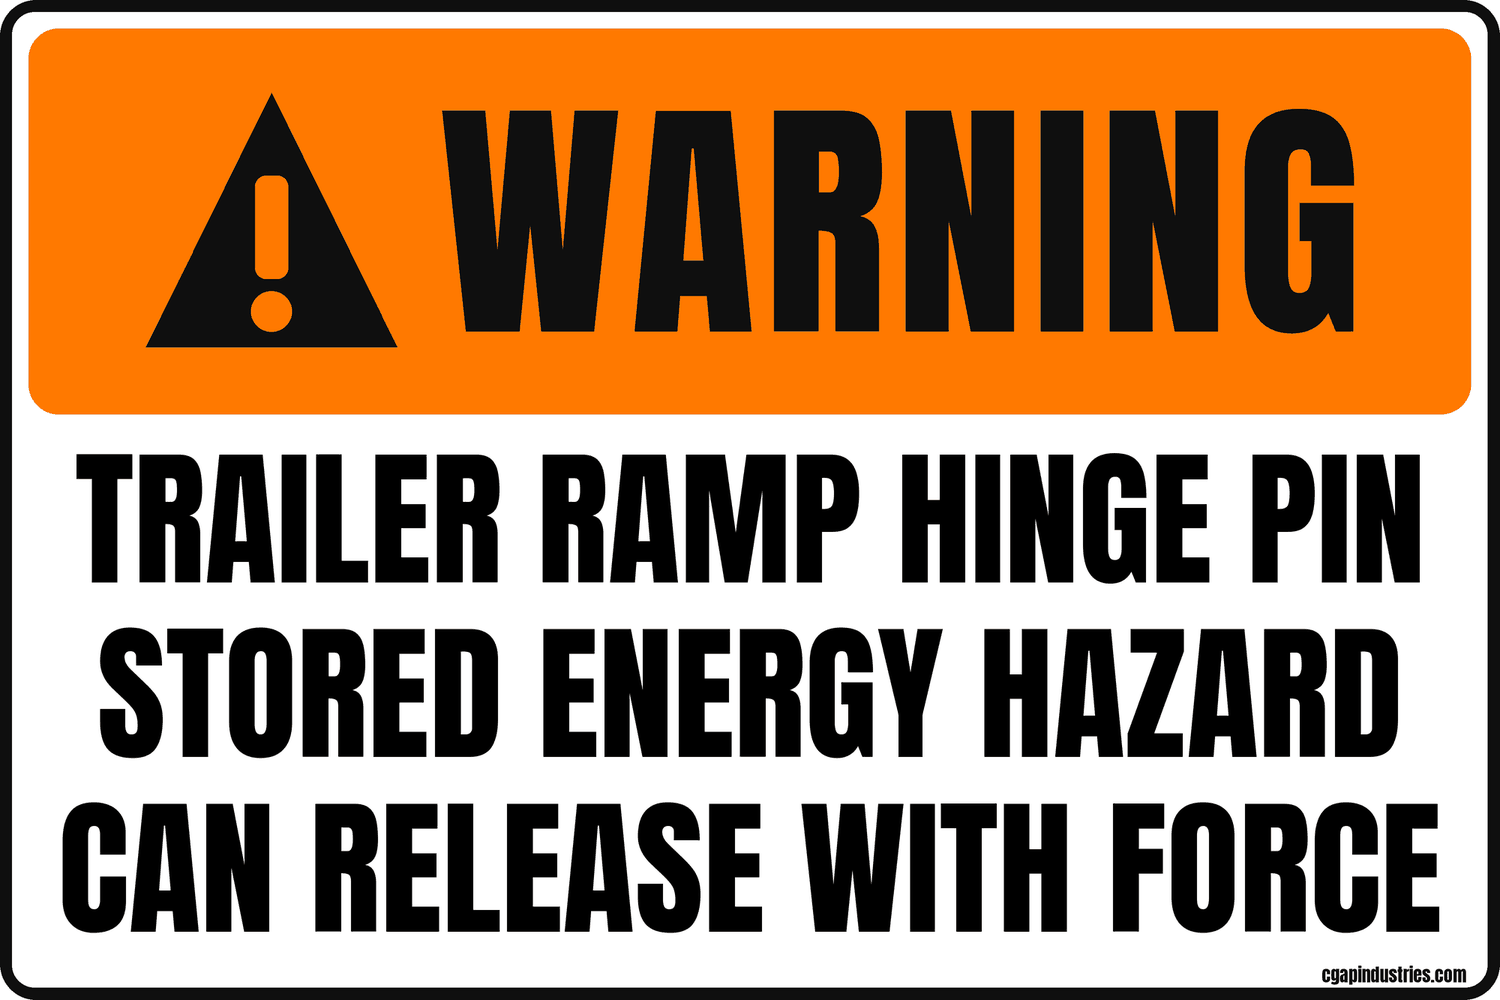 WARNING
TRAILER RAMP HINGE PIN
STORED ENERGY HAZARD
CAN RELEASE WITH FORCE
cgapindustries.com